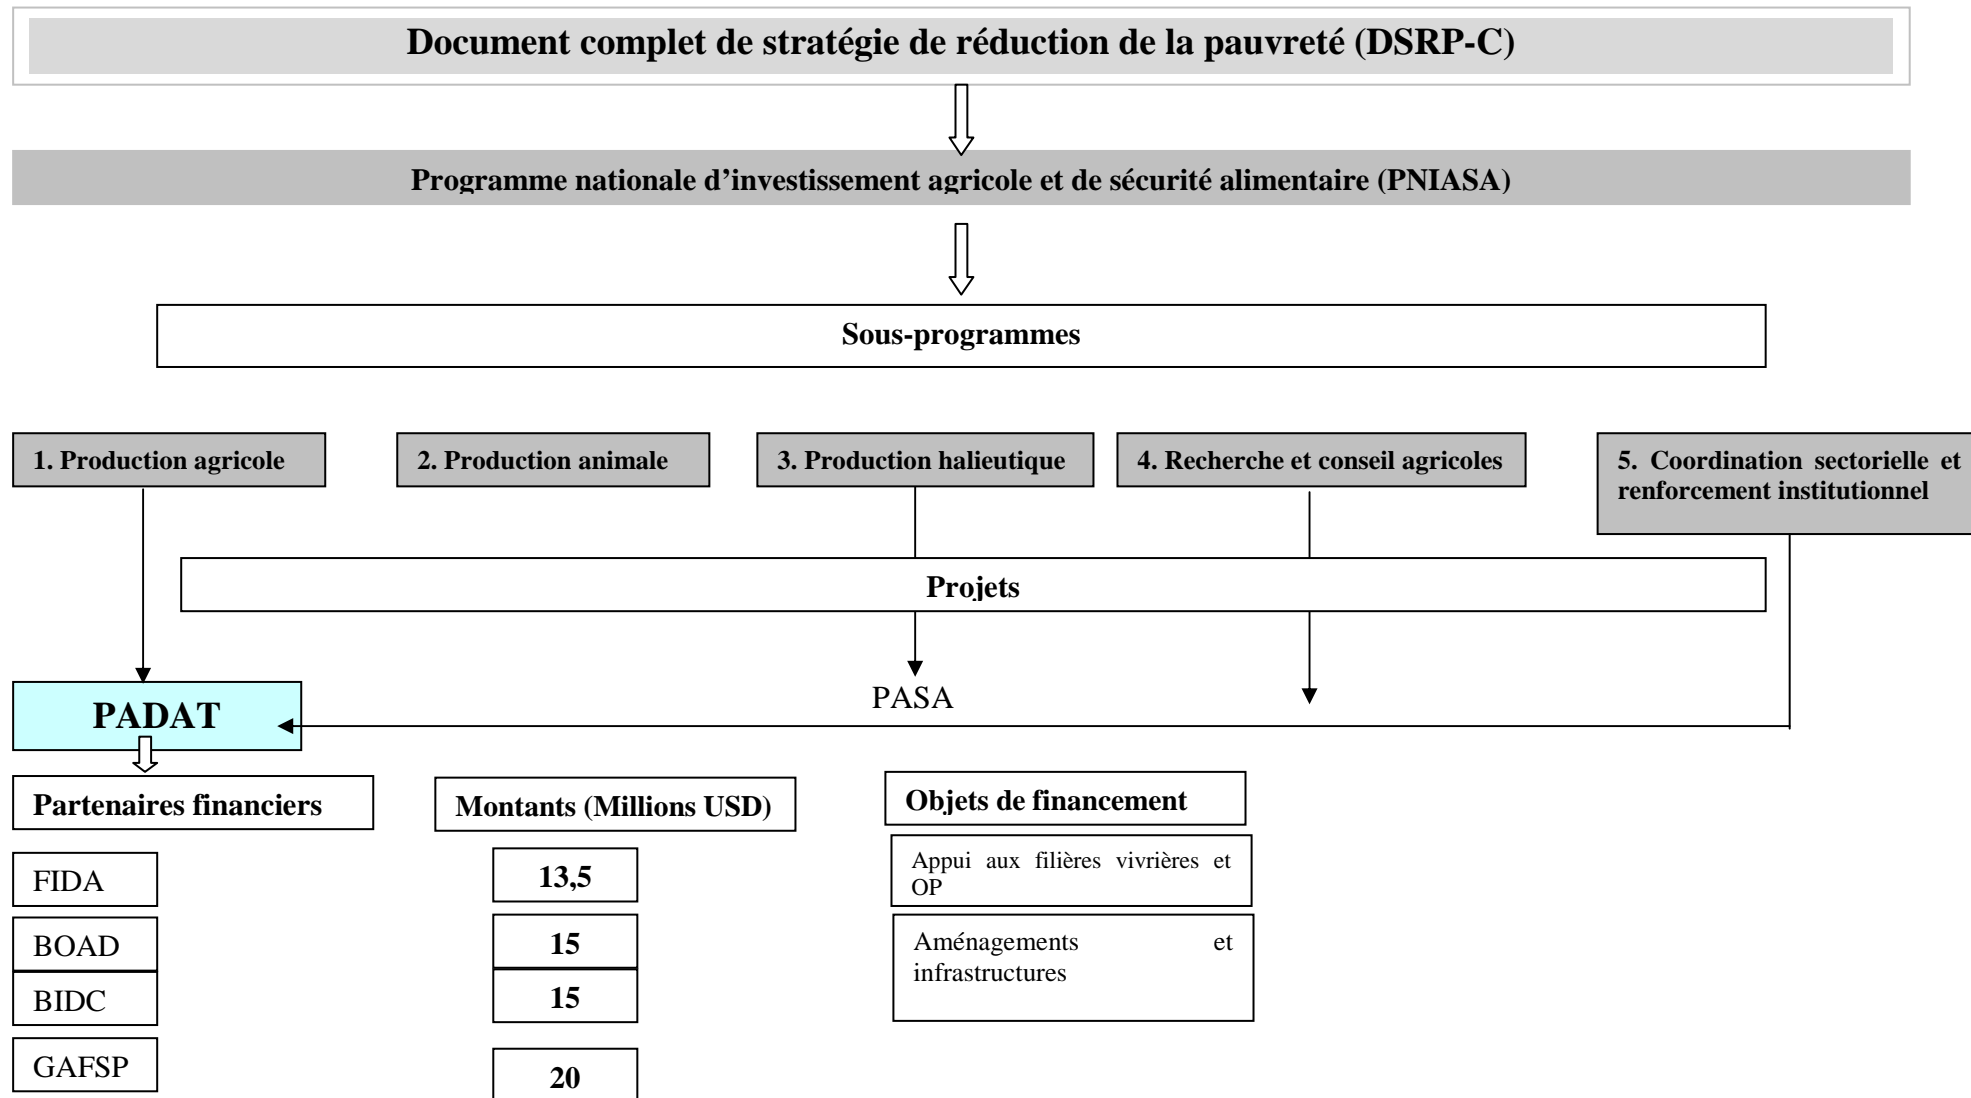 Document complet de stratégie de réduction de la pauvreté (DSRP-C)
Programme nationale d'investissement agricole et de sécurité alimentaire (PNIASA)
Sous-programmes
1. Production agricole
2. Production animale
3. Production halieutique
4. Recherche et conseil agricoles
5. Coordination sectorielle et
renforcement institutionnel
Projets
PADAT
PASA
Partenaires financiers
Montants (Millions USD)
Objets de financement
FIDA
13,5
Appui aux filières vivrières et
OP
BOAD
15
Aménagements et
infrastructures
BIDC
15
GAFSP
20